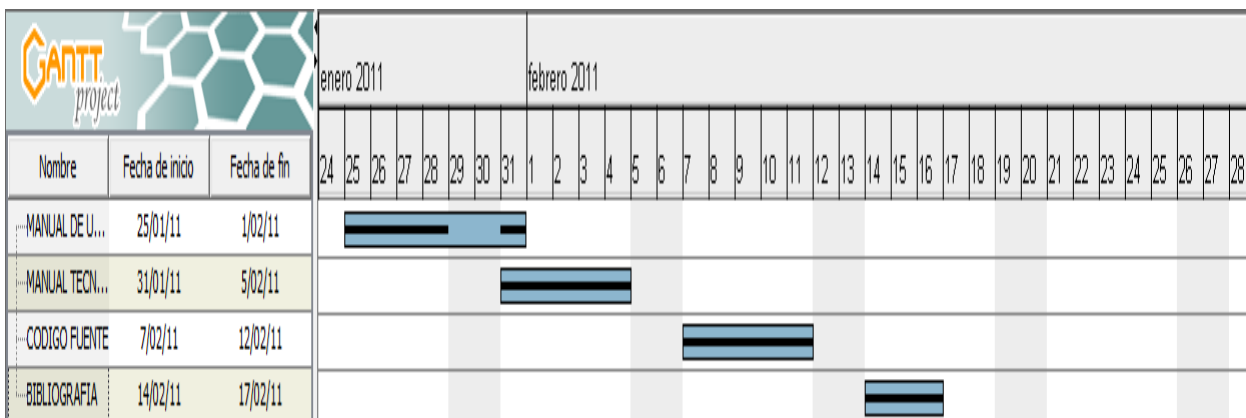 GANTT
project
enero 2011 febrero 2011
Nombre Fecha de inicio Fecha de fin 24 25 26 27 28 29 30 31 1 2 3 4 5 6 7 8 9 10 11 12 13 14 15 16 17 18 19 20 21 22 23 24 25 26 27 28
MANUAL DE U... 25/01/11 1/02/11
MANUAL TECN... 31/01/11 5/02/11
CODIGO FUENTE 7/02/11 12/02/11
BIBLIOGRAFIA 14/02/11 17/02/11